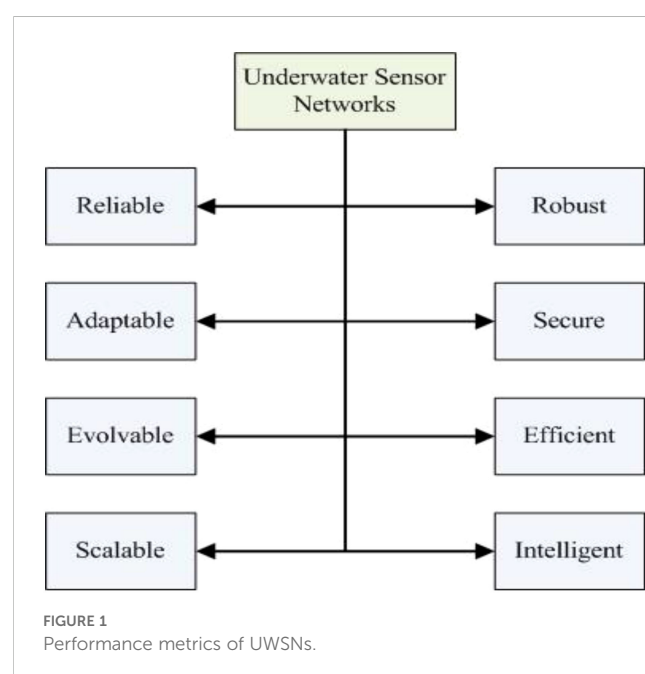 Underwater Sensor
Networks
Reliable
Robust
Adaptable
Secure
Evolvable
Efficient
Scalable
Intelligent
FIGURE 1
Performance metrics of UWSNs.